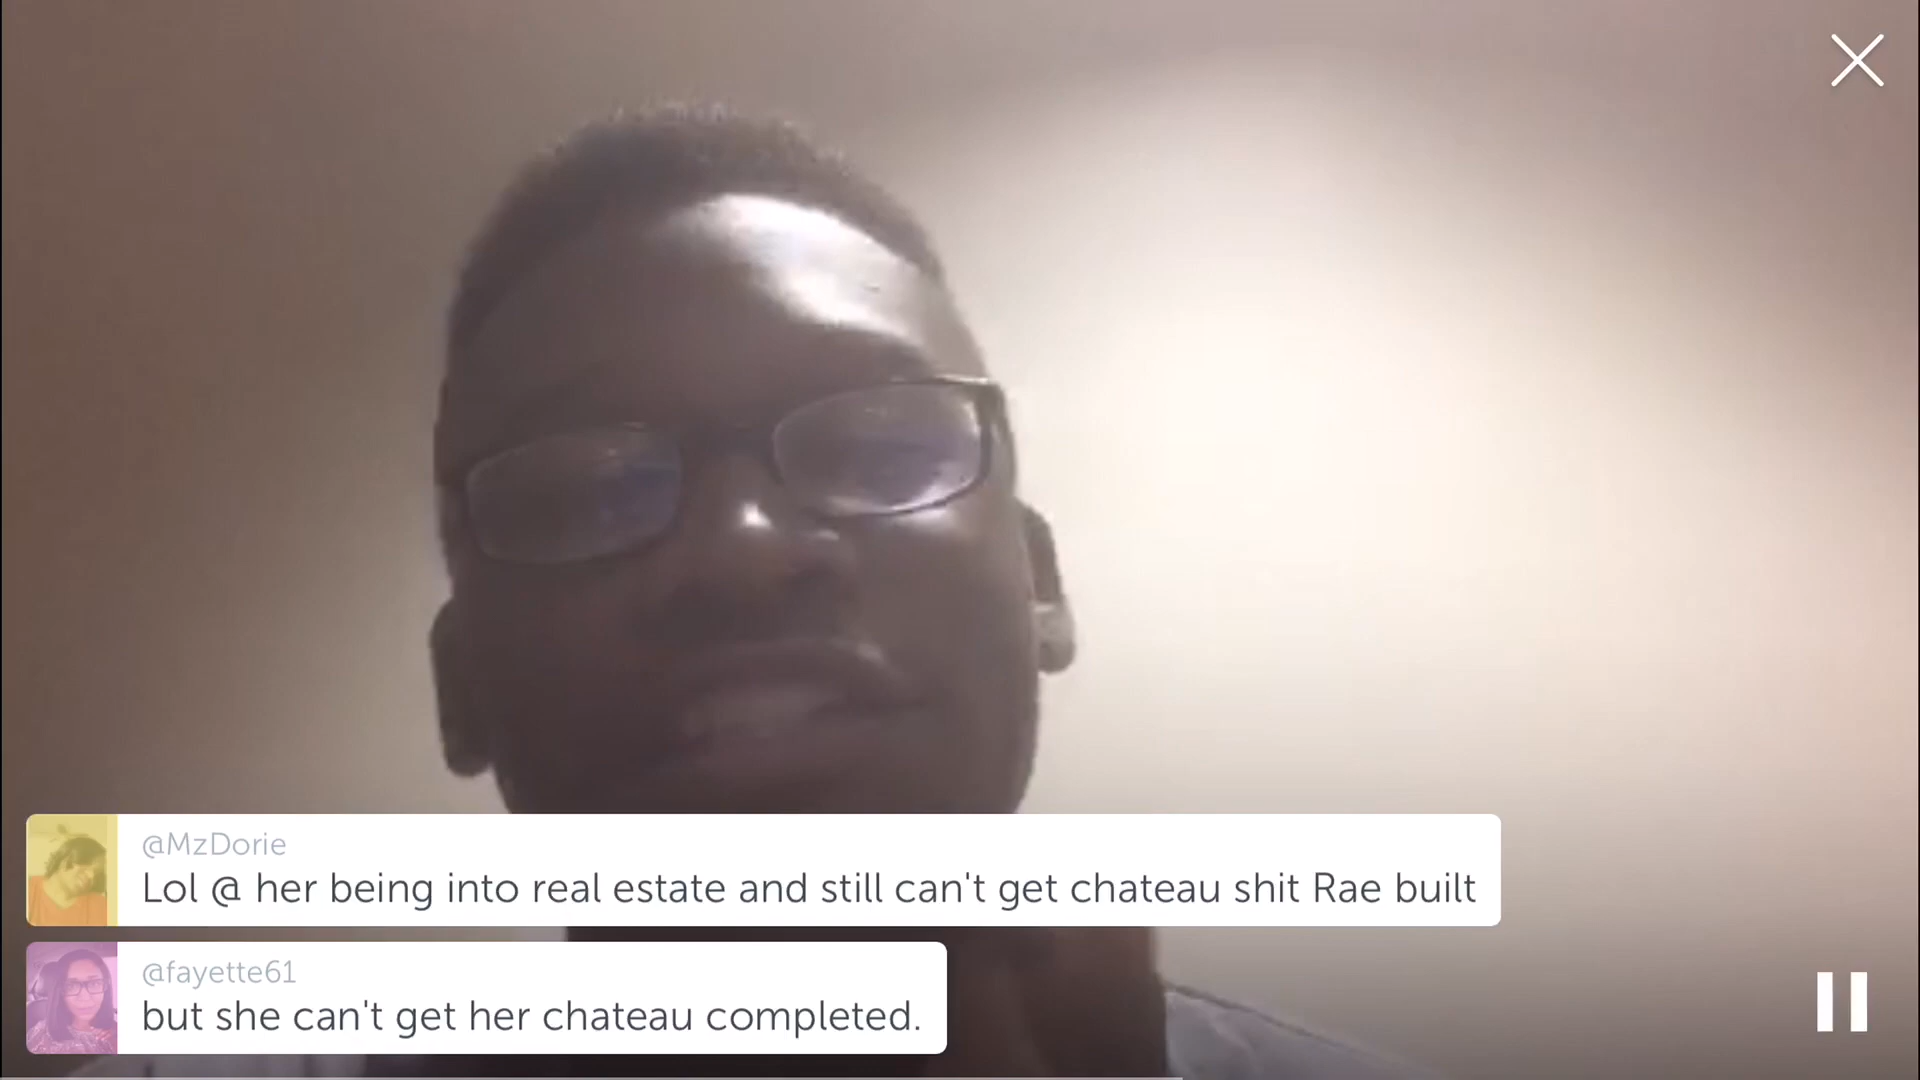 @MzDorie
Lol @ her being into real estate and still can't get chateau shit Rae built
@fayette61
but she can't get her chateau completed.